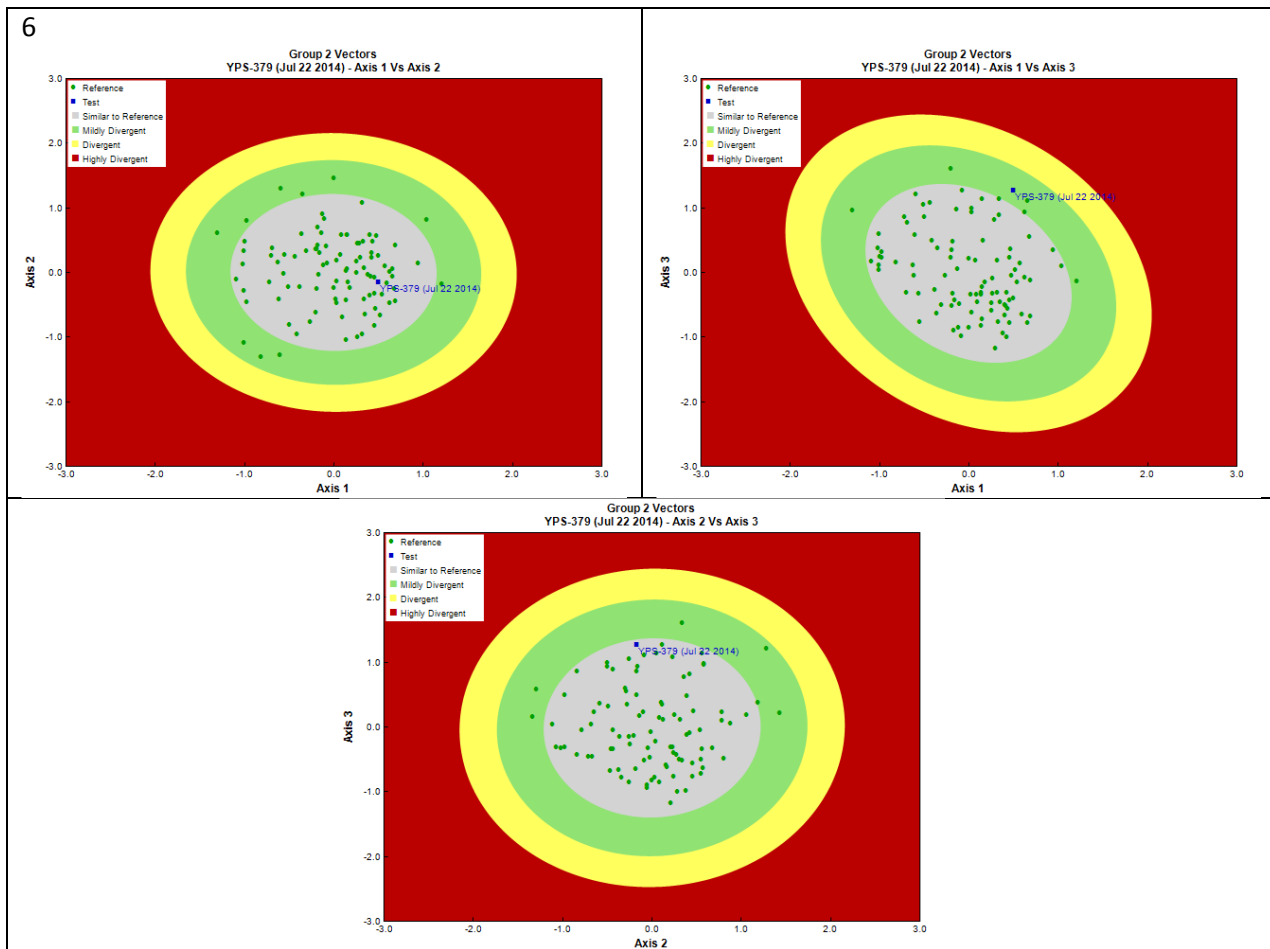 6
Group 2 Vectors
YPS-379 (Jul 22 2014) - Axis 1 Vs Axis 2
3.0
2.0
1.0
0.0
-1.0
-2.0
-3.0
Axis 2
Reference
Test
Similar to Reference
Mildly Divergent
Divergent
Highly Divergent
YPS-379 (Jul 22 2014)
-3.0 -2.0 -1.0 0.0 1.0 2.0 3.0
Axis 1
Group 2 Vectors
YPS-379 (Jul 22 2014) - Axis 1 Vs Axis 3
3.0
2.0
1.0
0.0
-1.0
-2.0
-3.0
Axis 3
Reference
Test
Similar to Reference
Mildly Divergent
Divergent
Highly Divergent
YPS-379 (Jul 22 2014)
-3.0 -2.0 -1.0 0.0 1.0 2.0 3.0
Axis 1
Group 2 Vectors
YPS-379 (Jul 22 2014) - Axis 2 Vs Axis 3
3.0
2.0
1.0
0.0
-1.0
-2.0
-3.0
Axis 3
Reference
Test
Similar to Reference
Mildly Divergent
Divergent
Highly Divergent
YPS-379 (Jul 22 2014)
-3.0 -2.0 -1.0 0.0 1.0 2.0 3.0
Axis 2